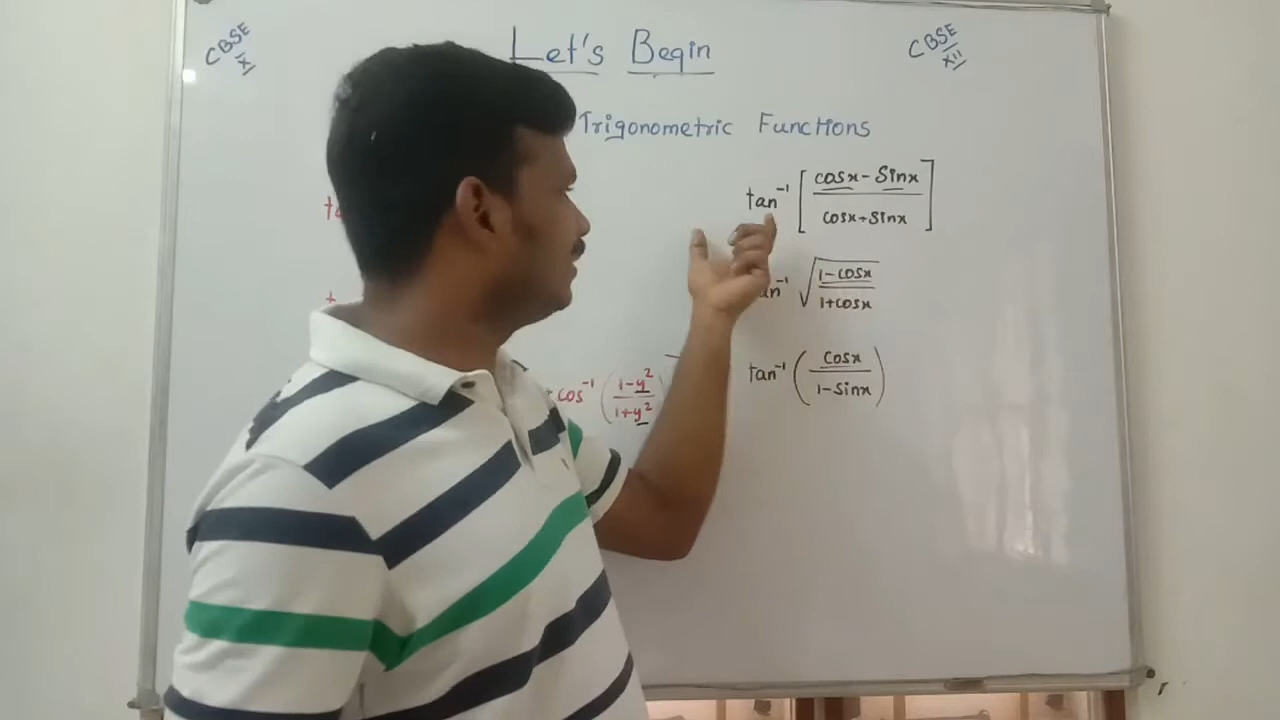 CBSE
X
Let's Begin
CBSE
XII
Trigonometric Functions
tan⁻¹ [ (cosx - Sinx) / (cosx + Sinx) ]
√( (1 - cosx) / (1 + cosx) )
cos⁻¹ ( (1 - y²) / (1 + y²) )
tan⁻¹ ( cosx / (1 - Sinx) )